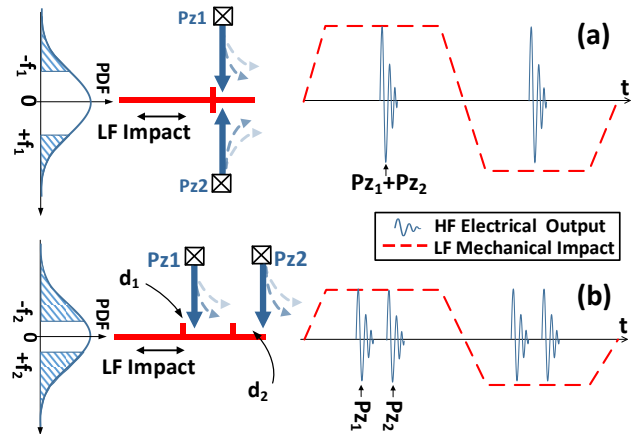 Pz1
(a)
-f₁
PDF
0
+f₁
LF Impact
t
Pz2
Pz₁+Pz₂
HF Electrical Output
LF Mechanical Impact
Pz1
Pz2
(b)
d₁
-f₂
PDF
0
+f₂
LF Impact
t
d₂
Pz₁
Pz₂